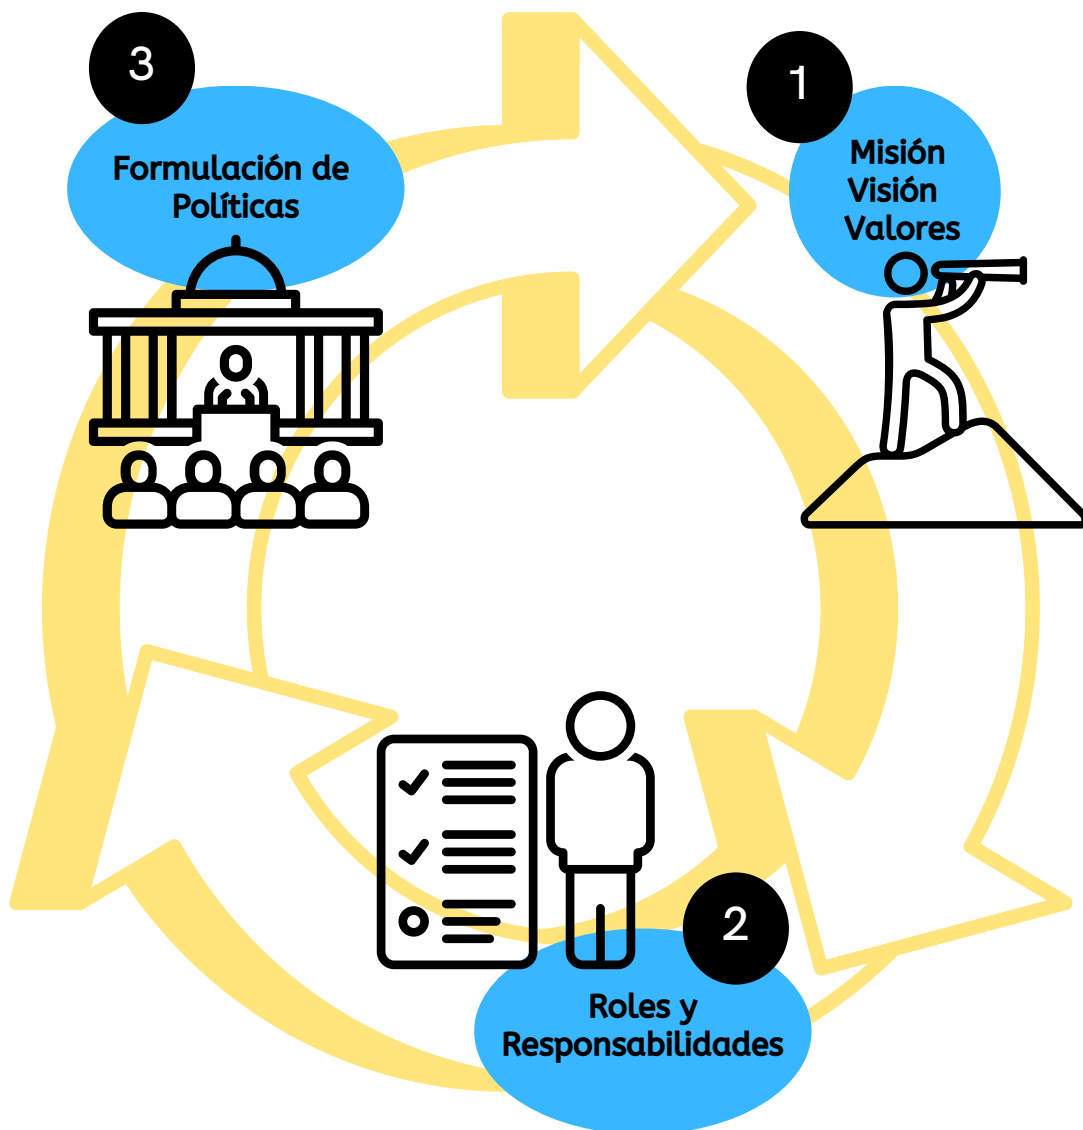 3
Formulación de
Políticas
1
Misión
Visión
Valores
2
Roles y
Responsabilidades